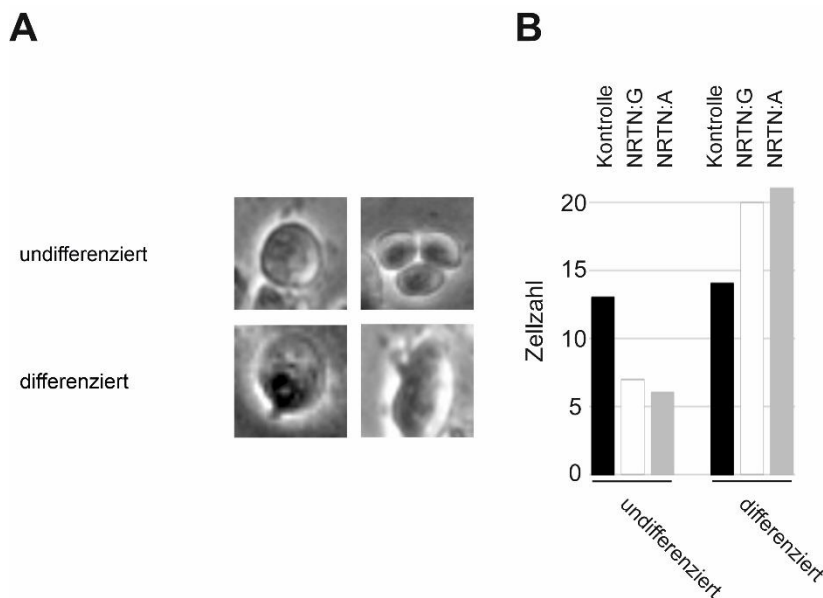 A
B
Kontrolle
NRTN:G
NRTN:A
Kontrolle
NRTN:G
NRTN:A
undifferenziert
differenziert
Zellzahl
20
15
10
5
0
undifferenziert
differenziert